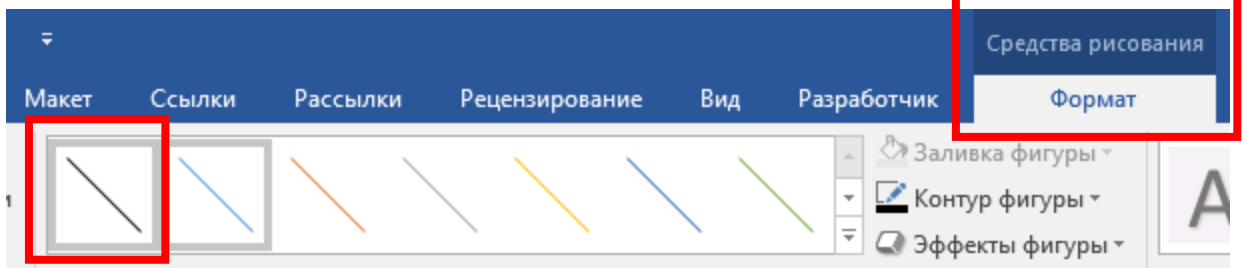 Средства рисования
Макет Ссылки Рассылки Рецензирование Вид Разработчик Формат
Заливка фигуры
Контур фигуры
Эффекты фигуры
А